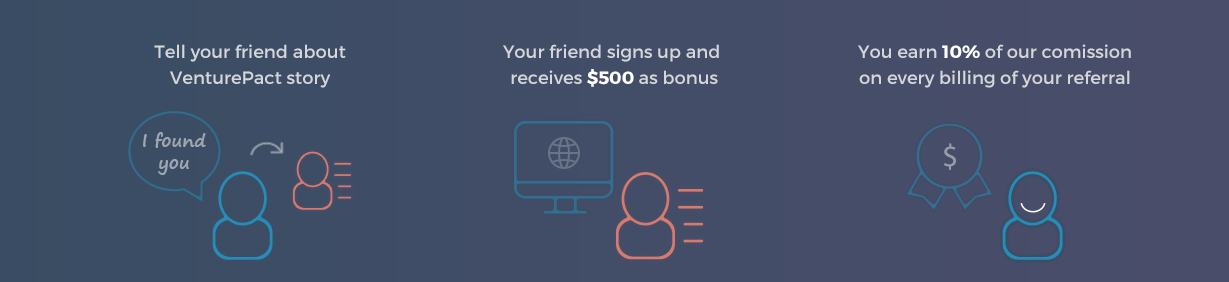 Tell your friend about
VenturePact story
Your friend signs up and
receives $500 as bonus
You earn 10% of our comission
on every billing of your referral
I found
you
$